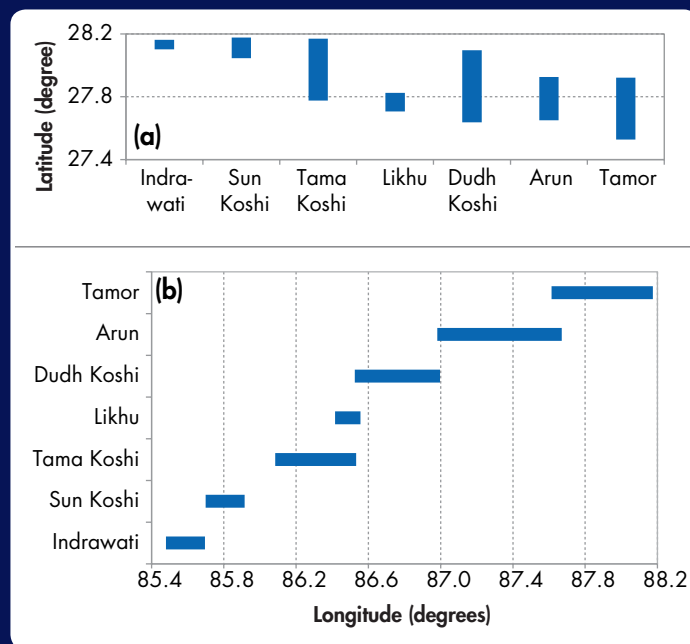 Latitude (degree)
28.2
27.8
27.4
(a)
Indra-
wati
Sun
Koshi
Tama
Koshi
Likhu
Dudh
Koshi
Arun
Tamor
(b)
Tamor
Arun
Dudh Koshi
Likhu
Tama Koshi
Sun Koshi
Indrawati
85.4 85.8 86.2 86.6 87.0 87.4 87.8 88.2
Longitude (degrees)